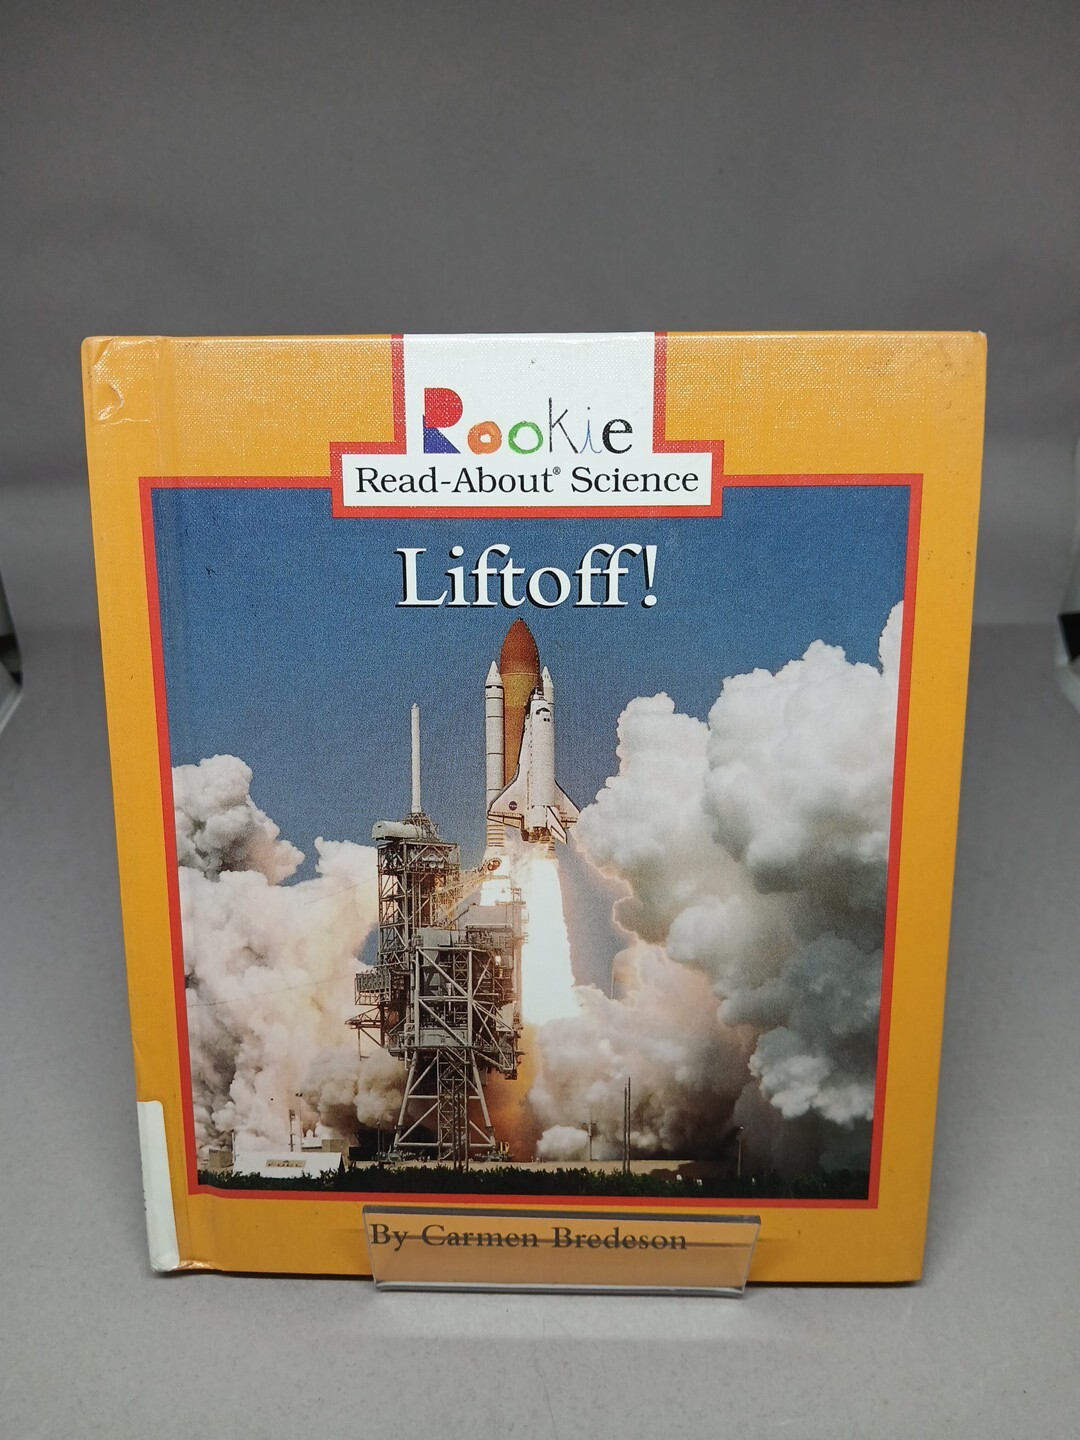 Rookie
Read-About® Science
Liftoff!
By Carmen Bredeson